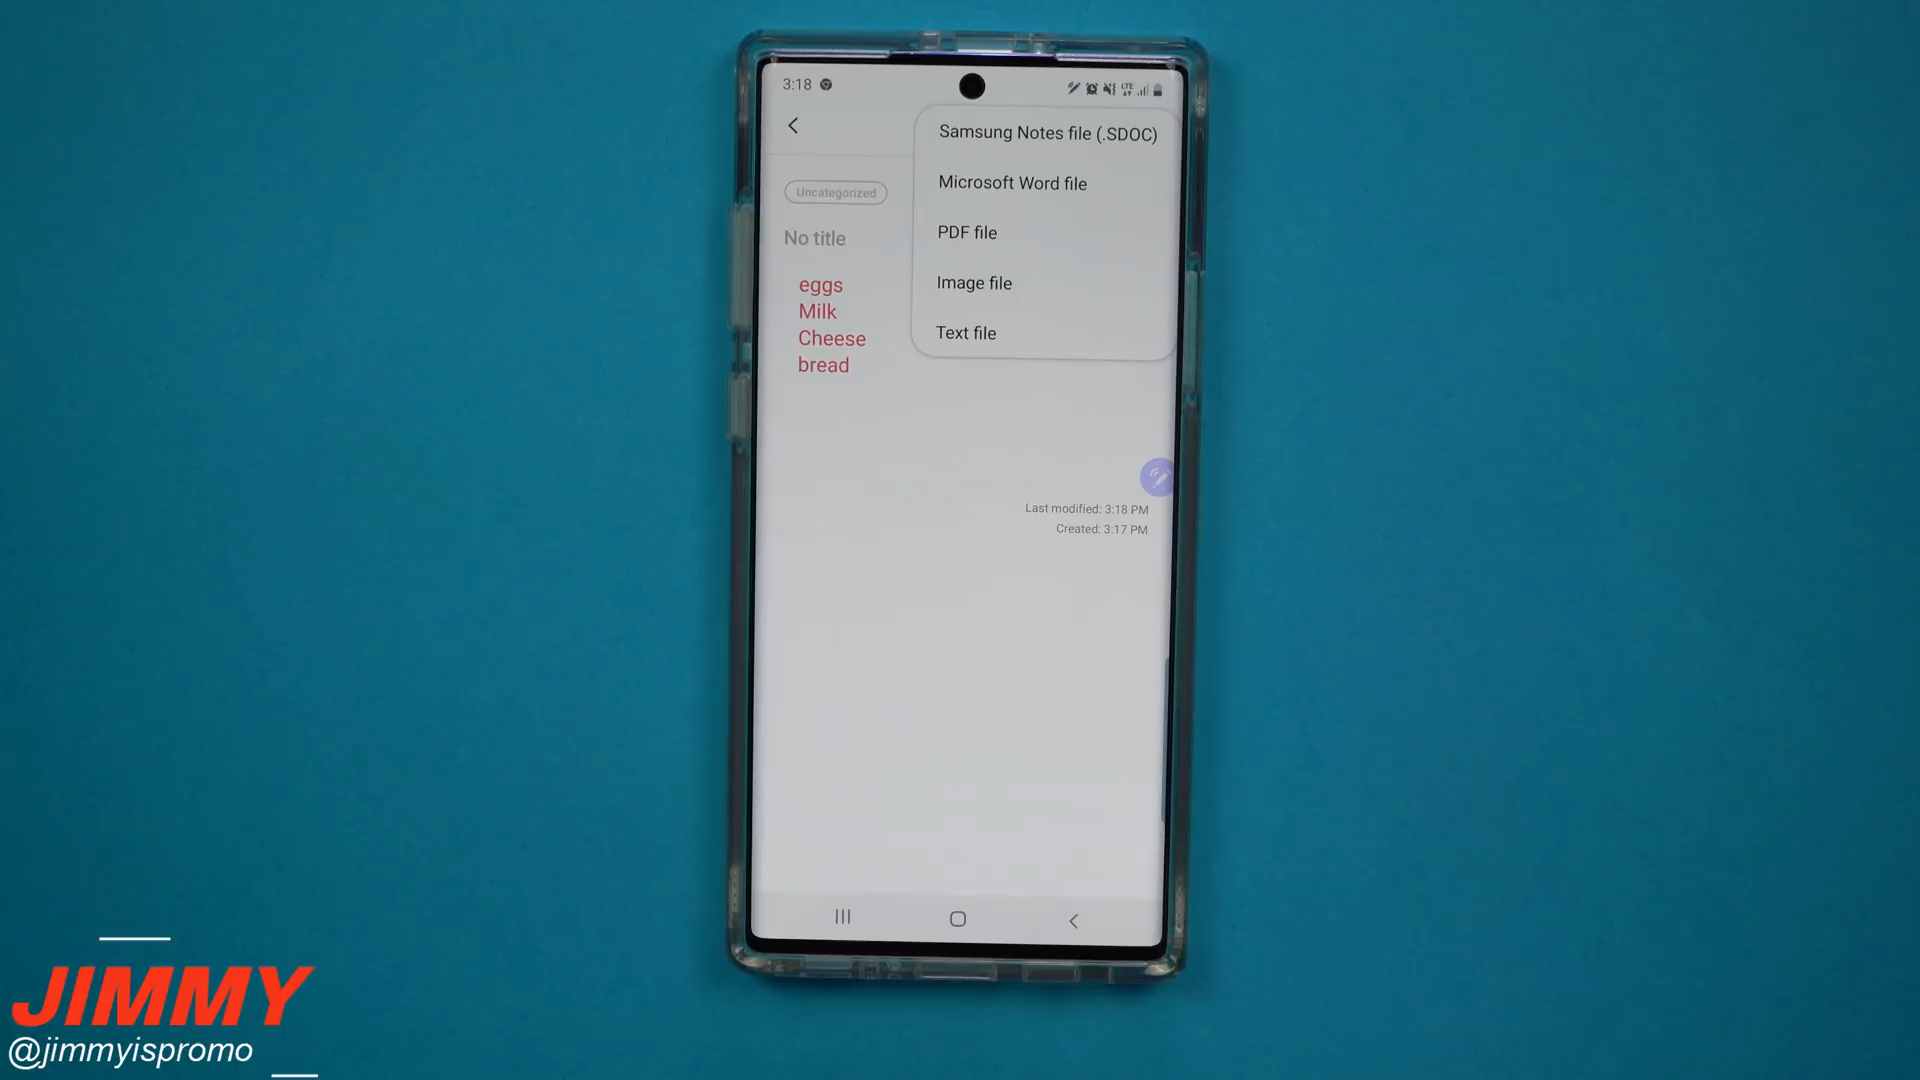 3:18
LTE
Samsung Notes file (.SDOC)
Microsoft Word file
PDF file
Image file
Text file
Uncategorized
No title
eggs
Milk
Cheese
bread
Last modified: 3:18 PM
Created: 3:17 PM
JIMMY
@jimmyispromo